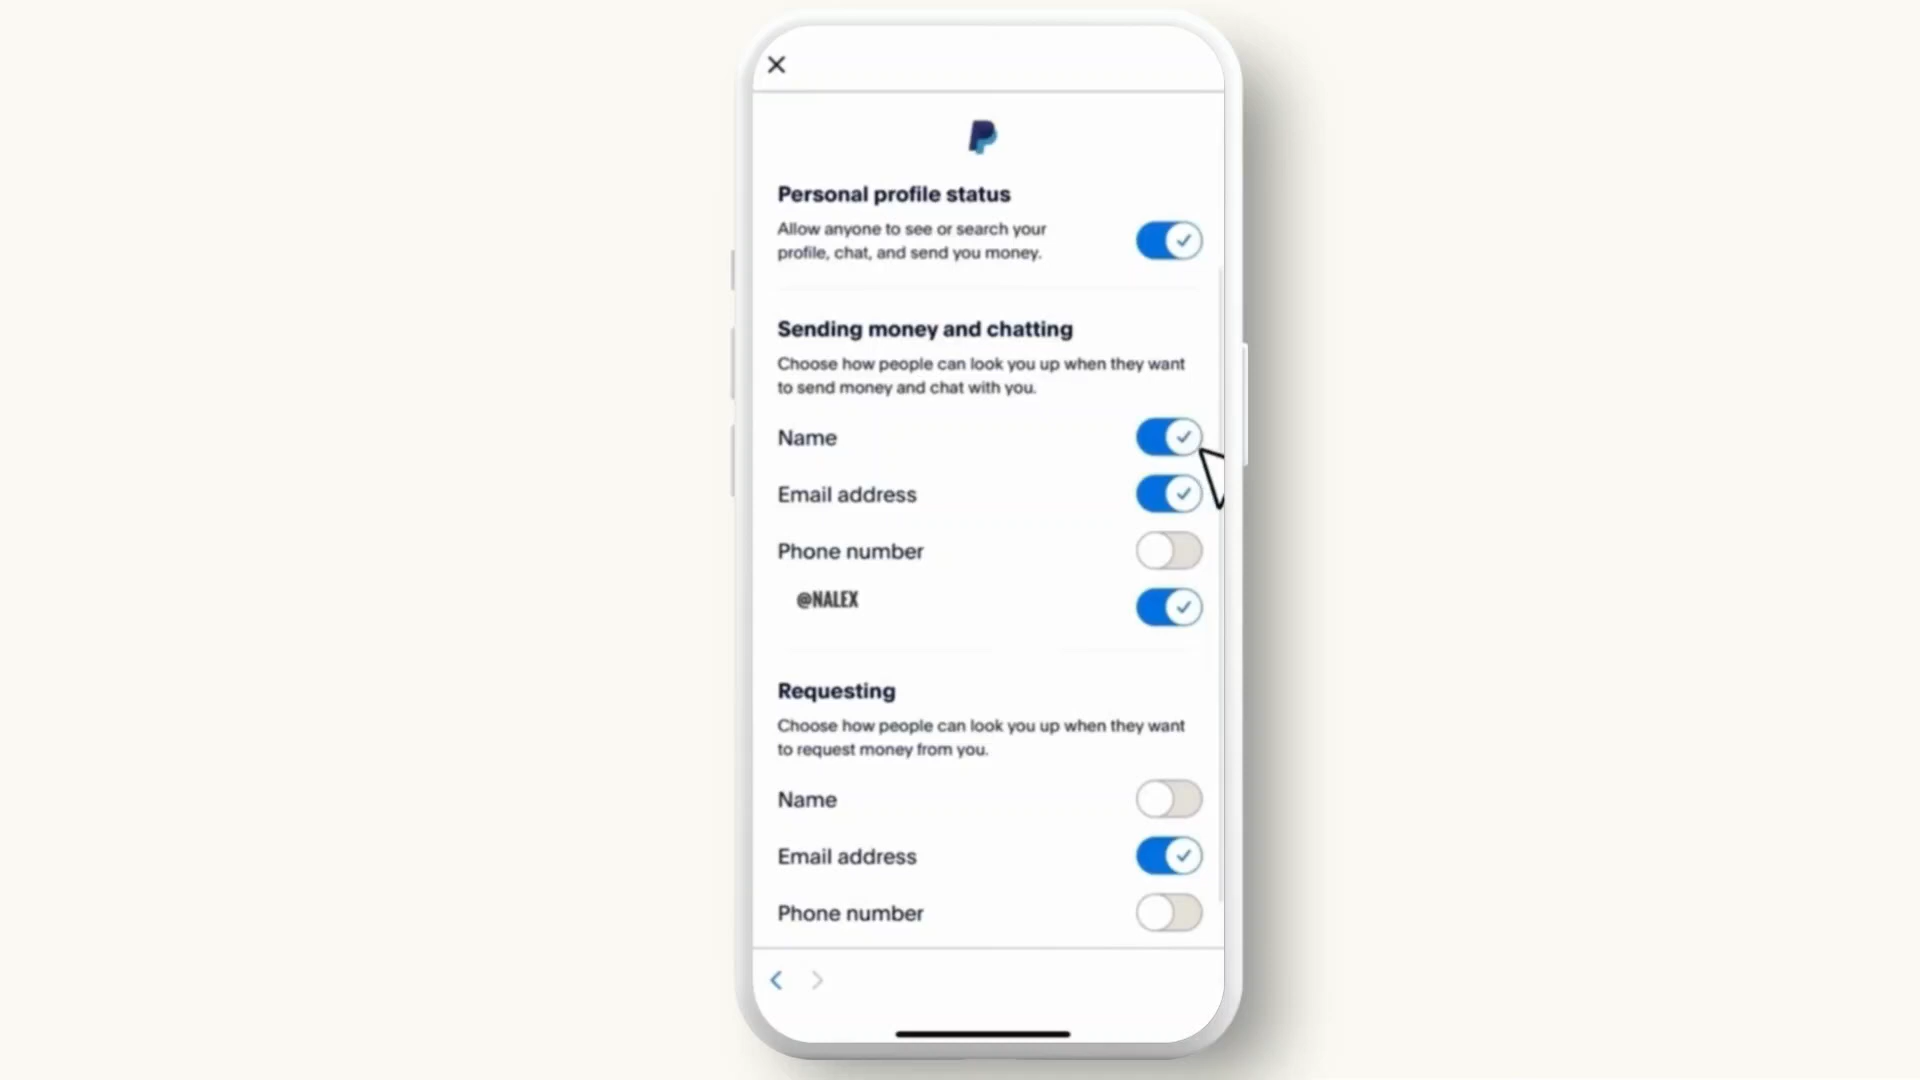 Personal profile status
Allow anyone to see or search your
profile, chat, and send you money.
Sending money and chatting
Choose how people can look you up when they want
to send money and chat with you.
Name
Email address
Phone number
@NALEX
Requesting
Choose how people can look you up when they want
to request money from you.
Name
Email address
Phone number